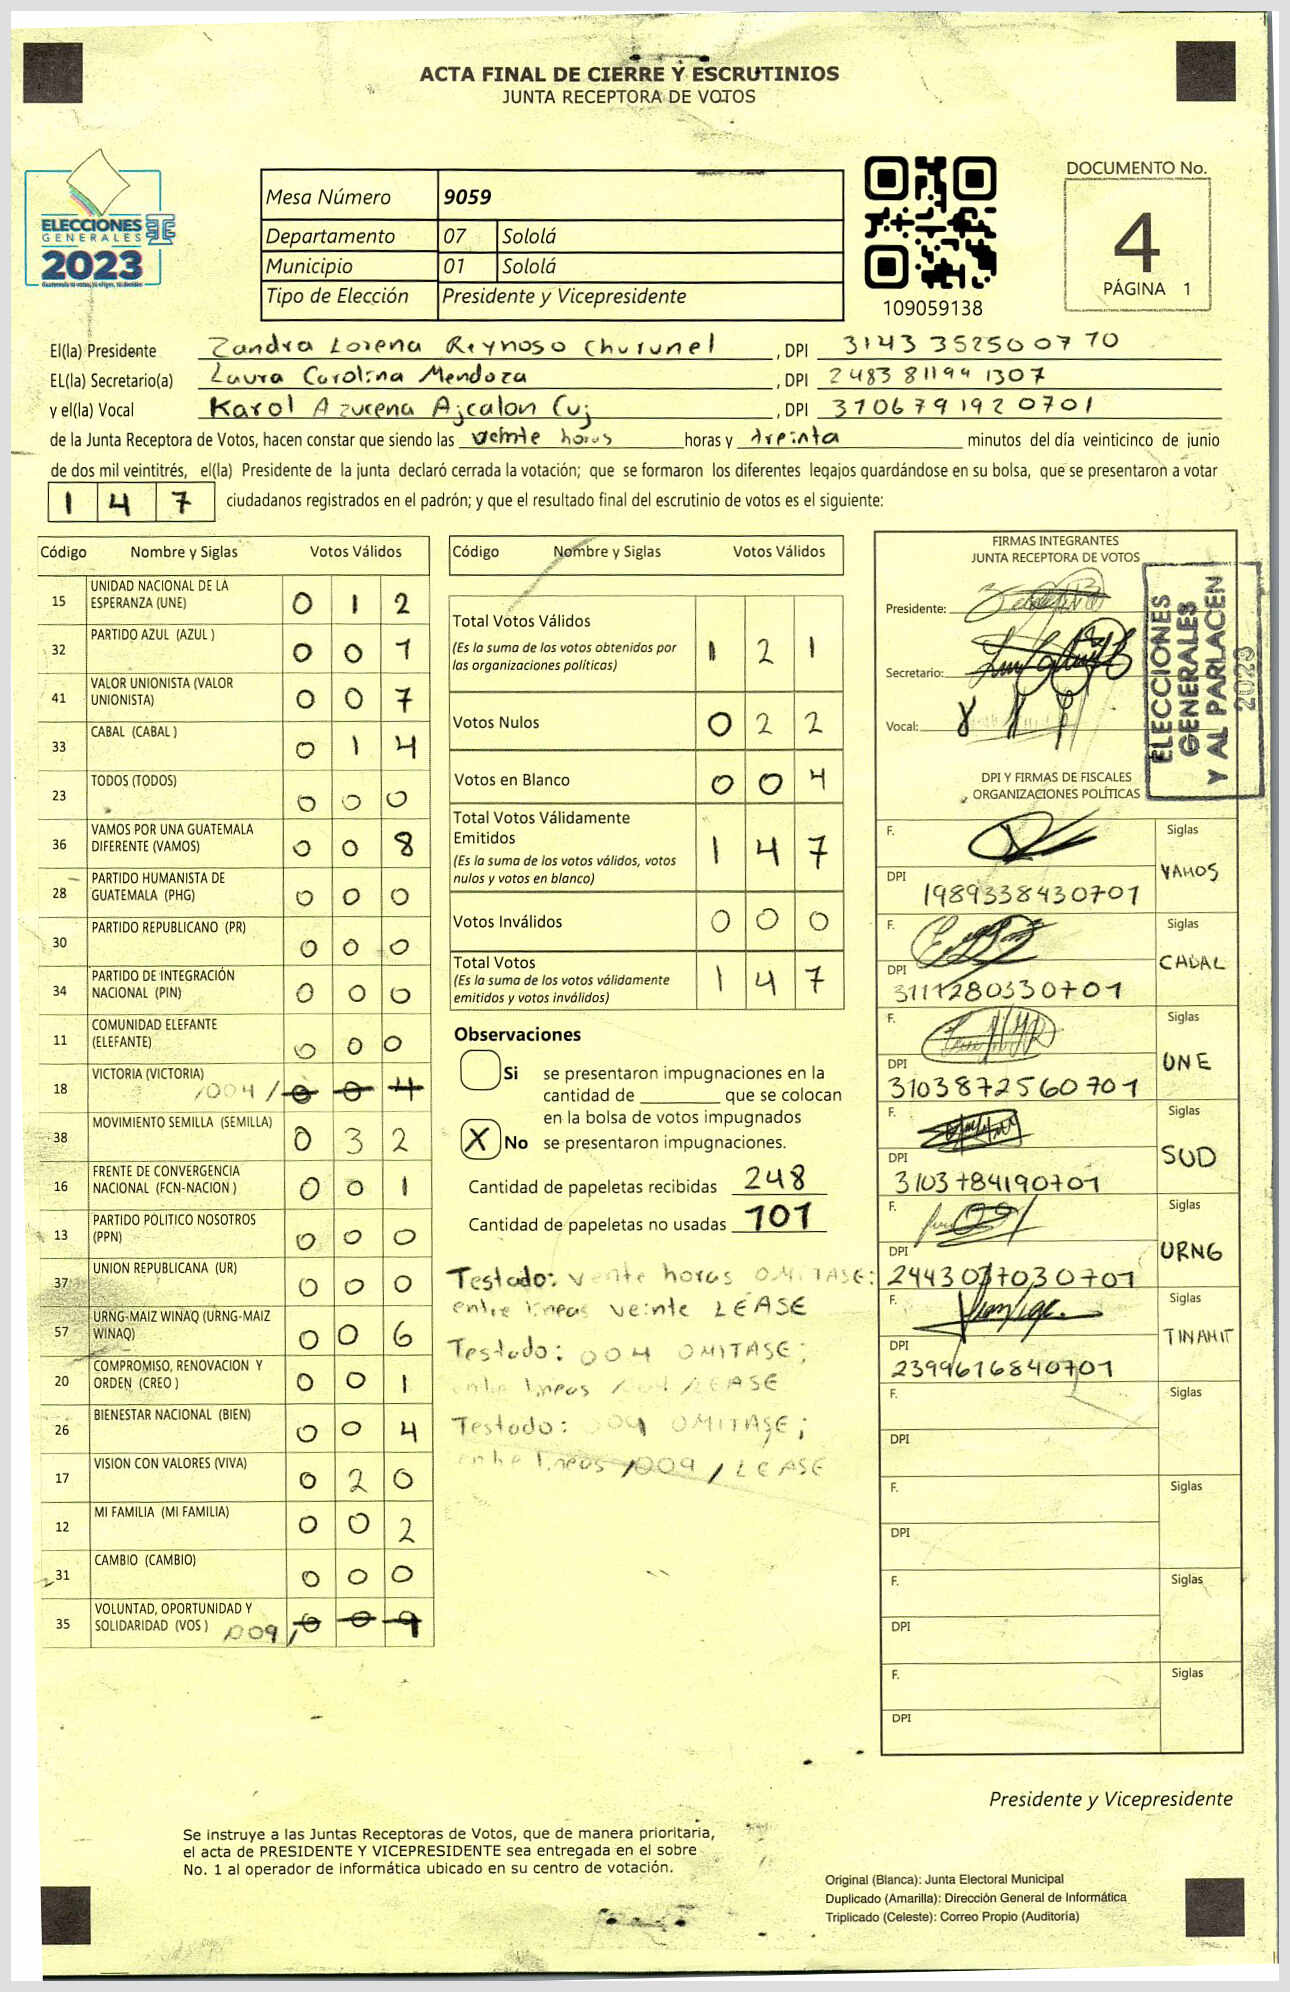 ACTA FINAL DE CIERRE Y ESCRUTINIOS
JUNTA RECEPTORA DE VOTOS
ELECCIONES
GENERALES
2023
Mesa Número 9059
Departamento 07 Sololá
Municipio 01 Sololá
Tipo de Elección Presidente y Vicepresidente
109059138
DOCUMENTO No.
4
PÁGINA 1
El(la) Presidente Zandra Lorena Reynoso Churunel , DPI 3143 35250 0770
EL(la) Secretario(a) Laura Carolina Mendoza , DPI 2483 81194 1307
y el(la) Vocal Karol Azucena Ajcalon Cuj , DPI 3706791920701
de la Junta Receptora de Votos, hacen constar que siendo las veinte horas horas y treinta minutos del día veinticinco de junio
de dos mil veintitrés, el(la) Presidente de la junta declaró cerrada la votación; que se formaron los diferentes legajos guardándose en su bolsa, que se presentaron a votar
147 ciudadanos registrados en el padrón; y que el resultado final del escrutinio de votos es el siguiente:
Código Nombre y Siglas Votos Válidos
15 UNIDAD NACIONAL DE LA ESPERANZA (UNE) 0 1 2
32 PARTIDO AZUL (AZUL ) 0 0 1
41 VALOR UNIONISTA (VALOR UNIONISTA) 0 0 7
33 CABAL (CABAL ) 0 1 4
23 TODOS (TODOS) 0 0 0
36 VAMOS POR UNA GUATEMALA DIFERENTE (VAMOS) 0 0 8
28 PARTIDO HUMANISTA DE GUATEMALA (PHG) 0 0 0
30 PARTIDO REPUBLICANO (PR) 0 0 0
34 PARTIDO DE INTEGRACIÓN NACIONAL (PIN) 0 0 0
11 COMUNIDAD ELEFANTE (ELEFANTE) 0 0 0
18 VICTORIA (VICTORIA) /004/ 0 0 4
38 MOVIMIENTO SEMILLA (SEMILLA) 0 3 2
16 FRENTE DE CONVERGENCIA NACIONAL (FCN-NACION ) 0 0 1
13 PARTIDO POLITICO NOSOTROS (PPN) 0 0 0
37 UNION REPUBLICANA (UR) 0 0 0
57 URNG-MAIZ WINAQ (URNG-MAIZ WINAQ) 0 0 6
20 COMPROMISO, RENOVACION Y ORDEN (CREO ) 0 0 1
26 BIENESTAR NACIONAL (BIEN) 0 0 4
17 VISION CON VALORES (VIVA) 0 2 0
12 MI FAMILIA (MI FAMILIA) 0 0 2
31 CAMBIO (CAMBIO) 0 0 0
35 VOLUNTAD, OPORTUNIDAD Y SOLIDARIDAD (VOS ) /009/ 0 0 9
Código Nombre y Siglas Votos Válidos
Total Votos Válidos 1 2 1
(Es la suma de los votos obtenidos por
las organizaciones políticas)
Votos Nulos 0 2 2
Votos en Blanco 0 0 4
Total Votos Válidamente
Emitidos 1 4 7
(Es la suma de los votos válidos, votos
nulos y votos en blanco)
Votos Inválidos 0 0 0
Total Votos 1 4 7
(Es la suma de los votos válidamente
emitidos y votos inválidos)
Observaciones
Si se presentaron impugnaciones en la
cantidad de ________ que se colocan
en la bolsa de votos impugnados
X No se presentaron impugnaciones.
Cantidad de papeletas recibidas 248
Cantidad de papeletas no usadas 101
Testado: veinte horas OMITASE:
entre lineas veinte LEASE
Testado: 004 OMITASE;
entre lineas /004/LEASE
Testado: 009 OMITASE;
entre lineas /009/LEASE
FIRMAS INTEGRANTES
JUNTA RECEPTORA DE VOTOS
Presidente:
Secretario:
Vocal:
ELECCIONES
GENERALES
Y AL PARLACEN
2023
DPI Y FIRMAS DE FISCALES
ORGANIZACIONES POLÍTICAS
F. Siglas
DPI 1989338430701 VAMOS
F. Siglas
DPI 3111280330701 CABAL
F. Siglas
DPI 3103872560701 UNE
F. Siglas
DPI 3103784190701 SUD
F. Siglas
DPI 2443037030701 URNG
F. Siglas
DPI 2399616840701 TINAMIT
F. Siglas
DPI
F. Siglas
DPI
F. Siglas
DPI
F. Siglas
DPI
Presidente y Vicepresidente
Se instruye a las Juntas Receptoras de Votos, que de manera prioritaria,
el acta de PRESIDENTE Y VICEPRESIDENTE sea entregada en el sobre
No. 1 al operador de informática ubicado en su centro de votación.
Original (Blanca): Junta Electoral Municipal
Duplicado (Amarilla): Dirección General de Informática
Triplicado (Celeste): Correo Propio (Auditoría)